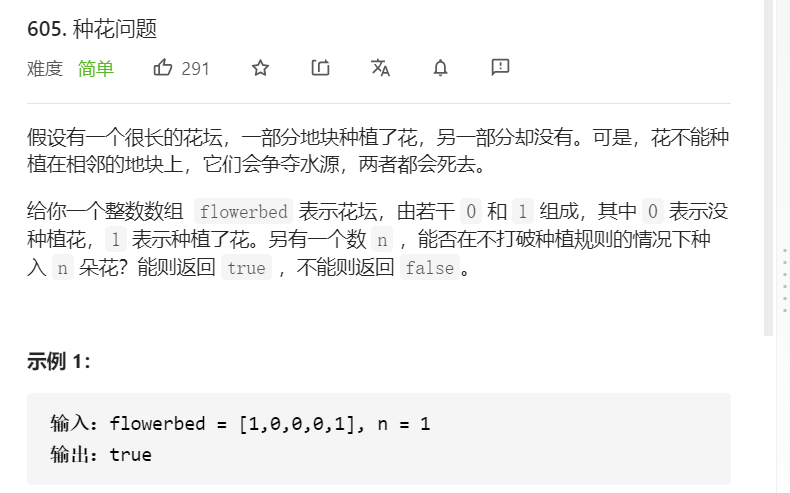 605. 种花问题
难度 简单 291
假设有一个很长的花坛，一部分地块种植了花，另一部分却没有。可是，花不能种
植在相邻的地块上，它们会争夺水源，两者都会死去。
给你一个整数数组 flowerbed 表示花坛，由若干 0 和 1 组成，其中 0 表示没
种植花，1 表示种植了花。另有一个数 n ，能否在不打破种植规则的情况下种
入 n 朵花？能则返回 true ，不能则返回 false。
示例 1：
输入：flowerbed = [1,0,0,0,1], n = 1
输出：true